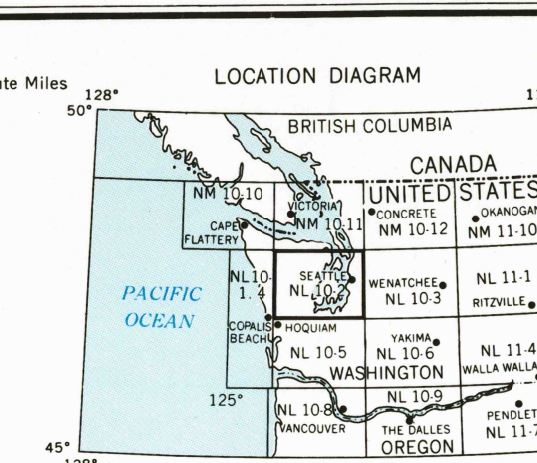 ute Miles
LOCATION DIAGRAM
128°
50°
BRITISH COLUMBIA
CANADA
UNITED STATES
NM 10-10
VICTORIA
NM 10-11
CONCRETE
NM 10-12
OKANOGAN
NM 11-10
CAPE
FLATTERY
NL 10-
1, 4
SEATTLE
NL 10-2
WENATCHEE
NL 10-3
NL 11-1
RITZVILLE
PACIFIC
OCEAN
COPALIS
BEACH
HOQUIAM
NL 10-5
YAKIMA
NL 10-6
NL 11-4
WALLA WALLA
WASHINGTON
125°
NL 10-8
VANCOUVER
NL 10-9
THE DALLES
OREGON
PENDLET
NL 11-7
45°
128°